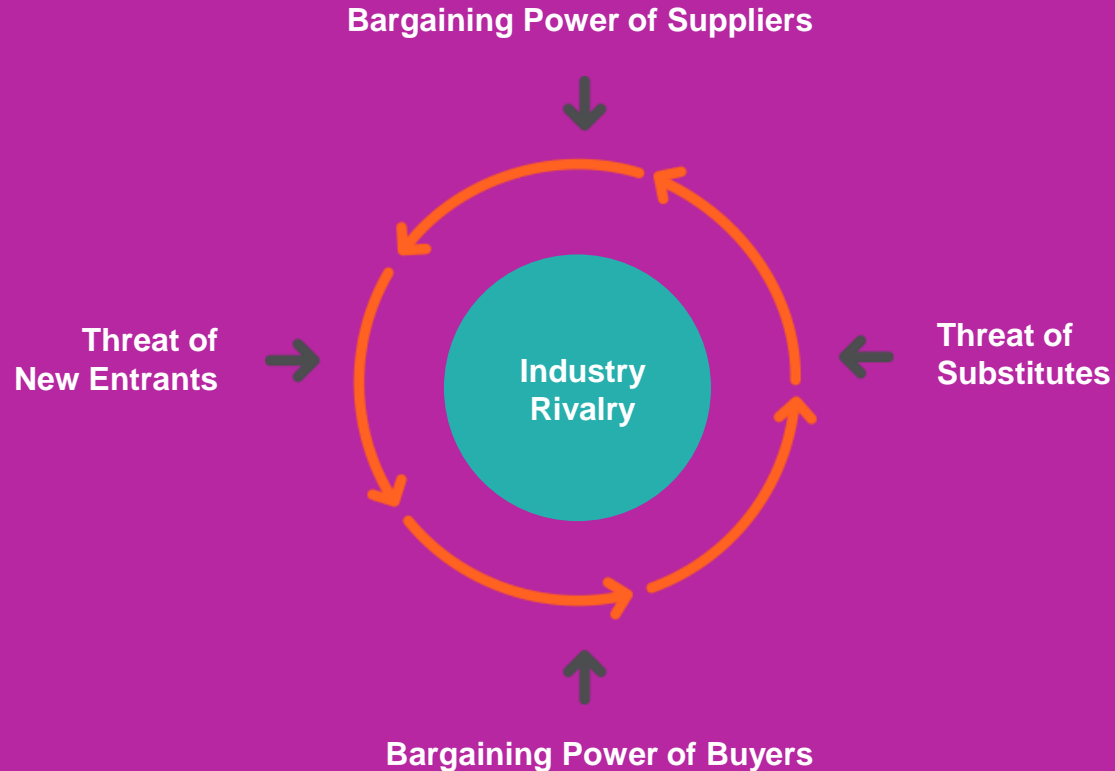 Bargaining Power of Suppliers
Threat of
New Entrants
Industry
Rivalry
Threat of
Substitutes
Bargaining Power of Buyers